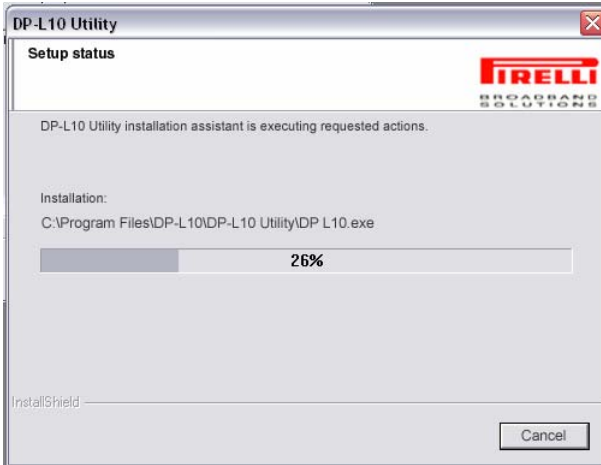 DP-L10 Utility
Setup status
PIRELLI
BROADBAND
SOLUTIONS
DP-L10 Utility installation assistant is executing requested actions.
Installation:
C:\Program Files\DP-L10\DP-L10 Utility\DP L10.exe
26%
InstallShield
Cancel